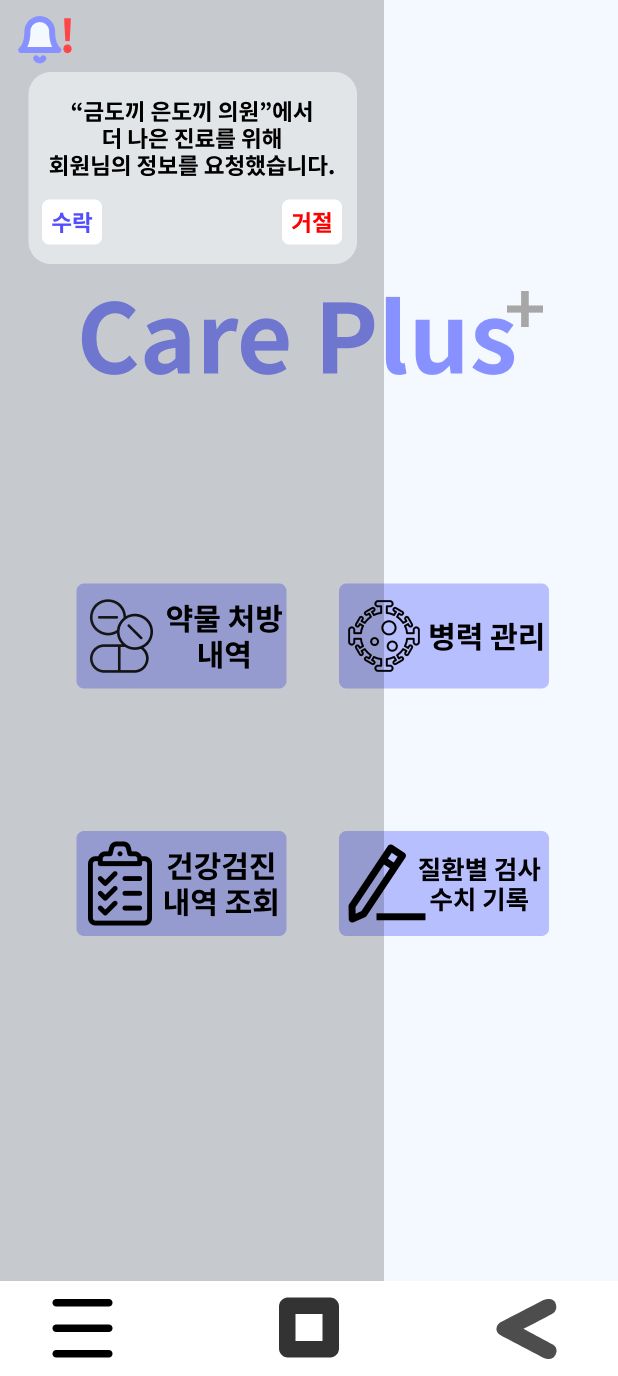 !
“금도끼 은도끼 의원”에서
더 나은 진료를 위해
회원님의 정보를 요청했습니다.
수락
거절
Care Plus+
약물 처방
내역
병력 관리
건강검진
내역 조회
질환별 검사
수치 기록